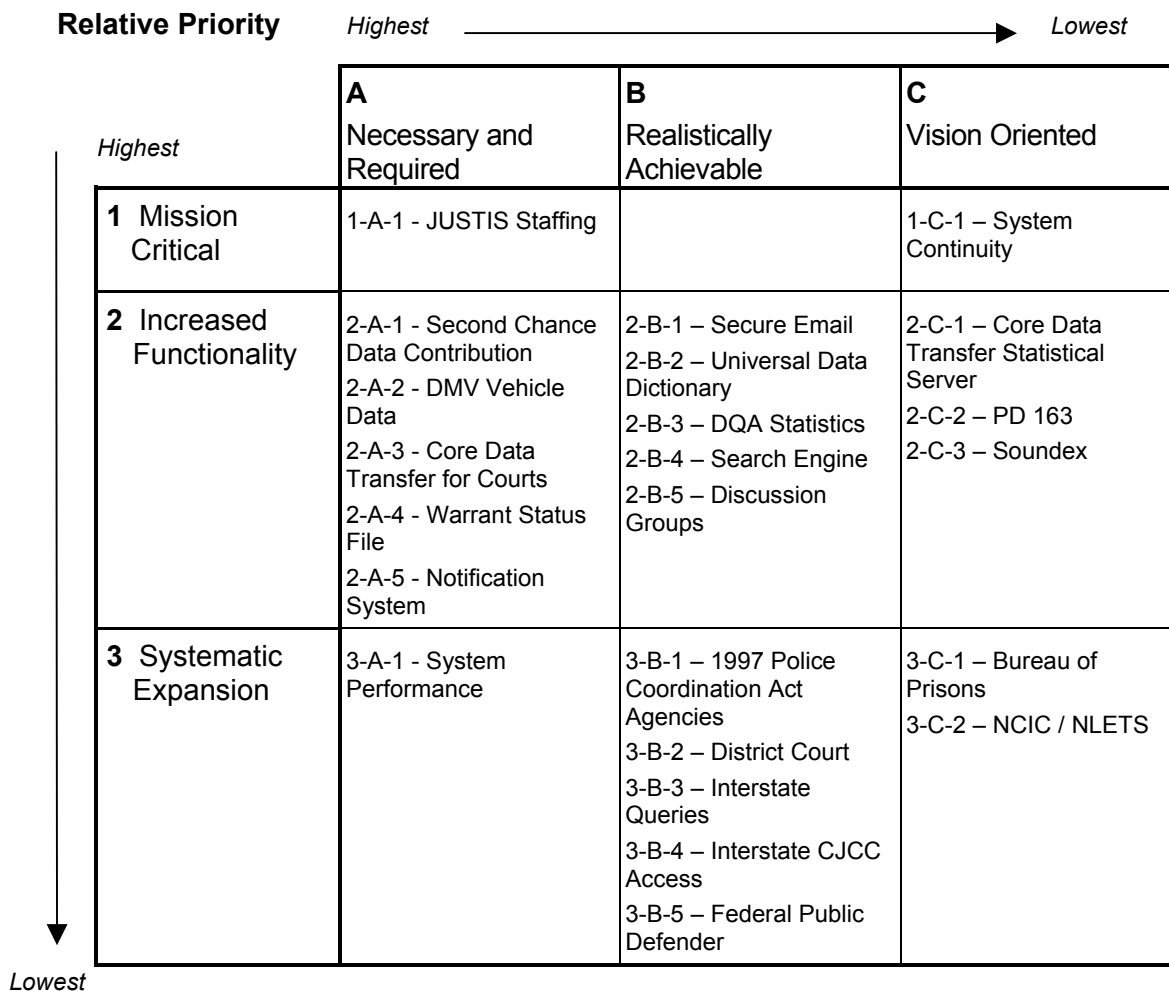 Relative Priority
Highest
Lowest
Highest
A
Necessary and
Required
B
Realistically
Achievable
C
Vision Oriented
1 Mission
Critical
1-A-1 - JUSTIS Staffing
1-C-1 – System
Continuity
2 Increased
Functionality
2-A-1 - Second Chance
Data Contribution
2-A-2 - DMV Vehicle
Data
2-A-3 - Core Data
Transfer for Courts
2-A-4 - Warrant Status
File
2-A-5 - Notification
System
2-B-1 – Secure Email
2-B-2 – Universal Data
Dictionary
2-B-3 – DQA Statistics
2-B-4 – Search Engine
2-B-5 – Discussion
Groups
2-C-1 – Core Data
Transfer Statistical
Server
2-C-2 – PD 163
2-C-3 – Soundex
3 Systematic
Expansion
3-A-1 - System
Performance
3-B-1 – 1997 Police
Coordination Act
Agencies
3-B-2 – District Court
3-B-3 – Interstate
Queries
3-B-4 – Interstate CJCC
Access
3-B-5 – Federal Public
Defender
3-C-1 – Bureau of
Prisons
3-C-2 – NCIC / NLETS
Lowest